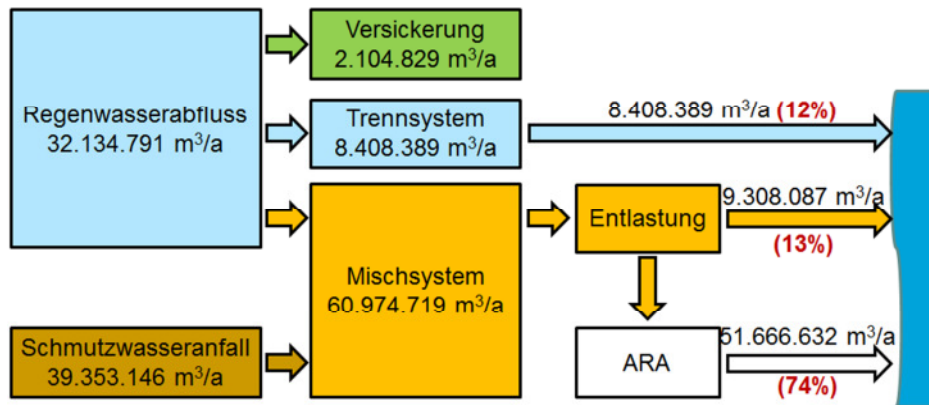 Versickerung
2.104.829 m³/a
Regenwasserabfluss
32.134.791 m³/a
Trennsystem
8.408.389 m³/a
8.408.389 m³/a (12%)
Mischsystem
60.974.719 m³/a
Entlastung
9.308.087 m³/a
(13%)
Schmutzwasseranfall
39.353.146 m³/a
ARA
51.666.632 m³/a
(74%)